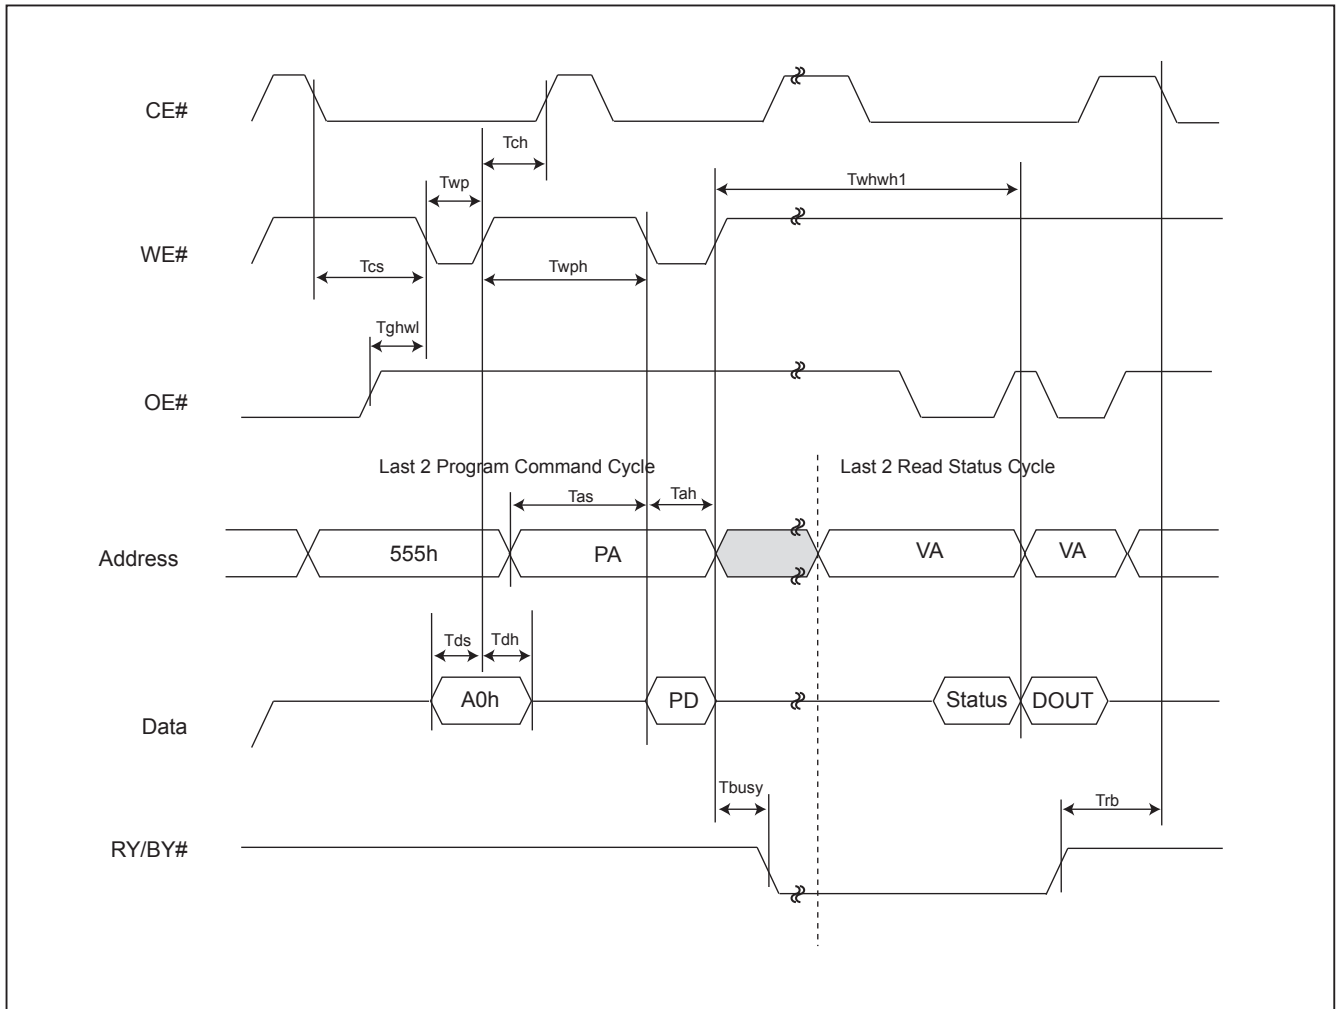 CE#
Tch
Twp
Twhwh1
WE#
Tcs
Twph
Tghwl
OE#
Last 2 Program Command Cycle
Last 2 Read Status Cycle
Tas
Tah
Address
555h
PA
VA
VA
Tds
Tdh
Data
A0h
PD
Status
DOUT
Tbusy
Trb
RY/BY#